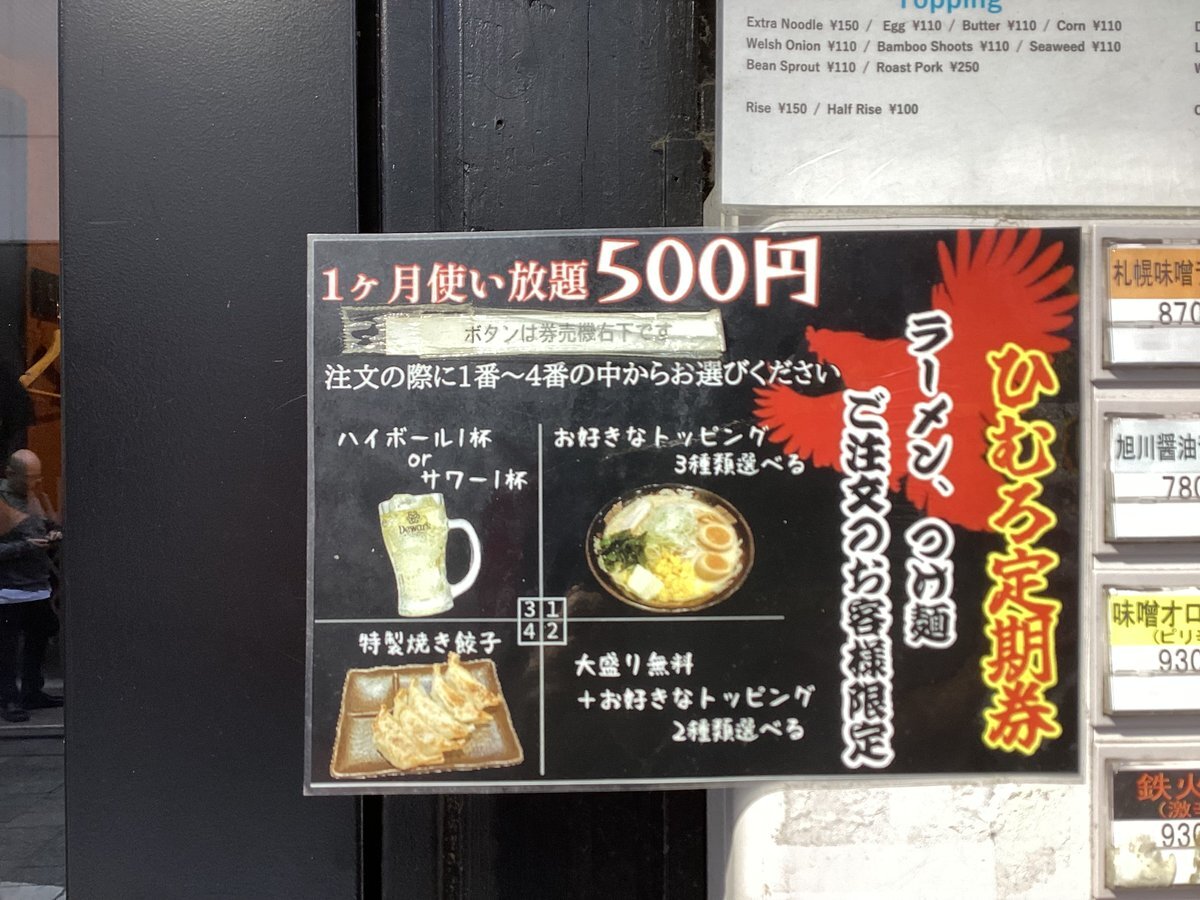 Topping
Extra Noodle ¥150 / Egg ¥110 / Butter ¥110 / Corn ¥110
Welsh Onion ¥110 / Bamboo Shoots ¥110 / Seaweed ¥110
Bean Sprout ¥110 / Roast Pork ¥250
Rise ¥150 / Half Rise ¥100
1ヶ月使い放題500円
ボタンは券売機右下です
注文の際に1番〜4番の中からお選びください
ひむろ定期券
ラーメン、つけ麺
ご注文のお客様限定
ハイボール1杯
or
サワー1杯
Dewar's
お好きなトッピング
3種類選べる
3 1
4 2
特製焼き餃子
大盛り無料
+お好きなトッピング
2種類選べる
札幌味噌
870
旭川醤油
780
味噌オロ
(ピリ
930
鉄火
(激
930